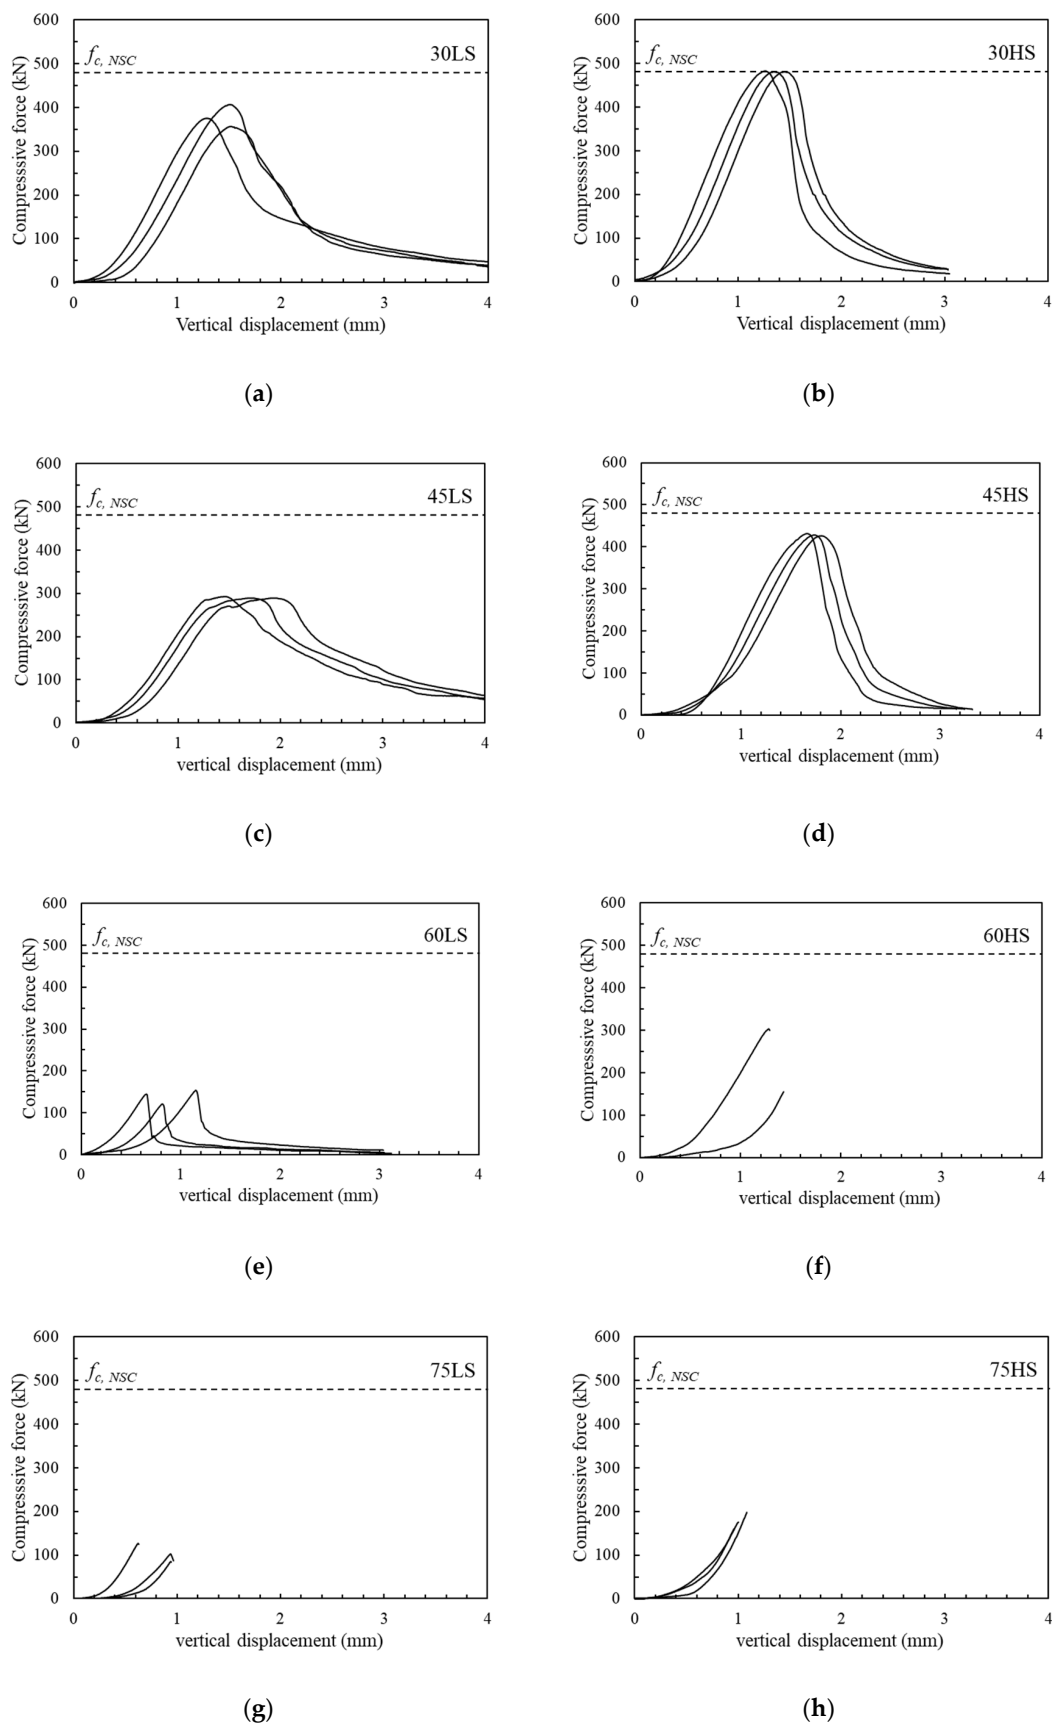 600
500
400
300
200
100
0
Compresssive force (kN)
f_c, NSC
30LS
0 1 2 3 4
Vertical displacement (mm)
(a)
600
500
400
300
200
100
0
Compresssive force (kN)
f_c, NSC
30HS
0 1 2 3 4
Vertical displacement (mm)
(b)
600
500
400
300
200
100
0
Compresssive force (kN)
f_c, NSC
45LS
0 1 2 3 4
vertical displacement (mm)
(c)
600
500
400
300
200
100
0
Compresssive force (kN)
f_c, NSC
45HS
0 1 2 3 4
vertical displacement (mm)
(d)
600
500
400
300
200
100
0
Compresssive force (kN)
f_c, NSC
60LS
0 1 2 3 4
vertical displacement (mm)
(e)
600
500
400
300
200
100
0
Compresssive force (kN)
f_c, NSC
60HS
0 1 2 3 4
vertical displacement (mm)
(f)
600
500
400
300
200
100
0
Compresssive force (kN)
f_c, NSC
75LS
0 1 2 3 4
vertical displacement (mm)
(g)
600
500
400
300
200
100
0
Compresssive force (kN)
f_c, NSC
75HS
0 1 2 3 4
vertical displacement (mm)
(h)